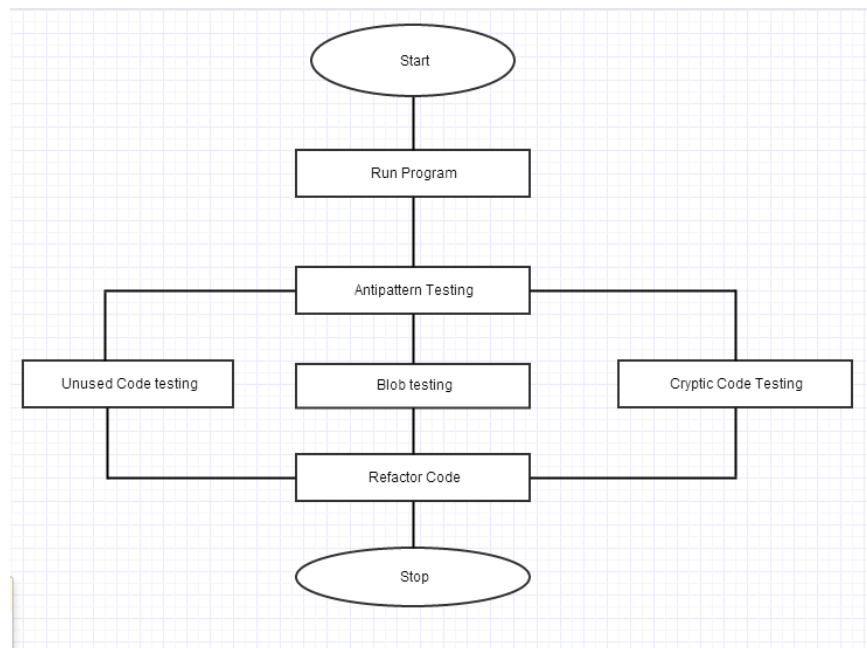 Start
Run Program
Antipattern Testing
Unused Code testing
Blob testing
Cryptic Code Testing
Refactor Code
Stop